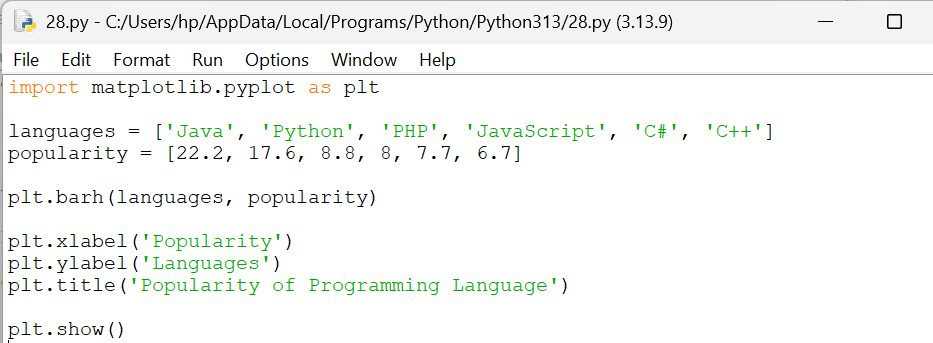 28.py - C:/Users/hp/AppData/Local/Programs/Python/Python313/28.py (3.13.9)
File Edit Format Run Options Window Help
import matplotlib.pyplot as plt
languages = ['Java', 'Python', 'PHP', 'JavaScript', 'C#', 'C++']
popularity = [22.2, 17.6, 8.8, 8, 7.7, 6.7]
plt.barh(languages, popularity)
plt.xlabel('Popularity')
plt.ylabel('Languages')
plt.title('Popularity of Programming Language')
plt.show()